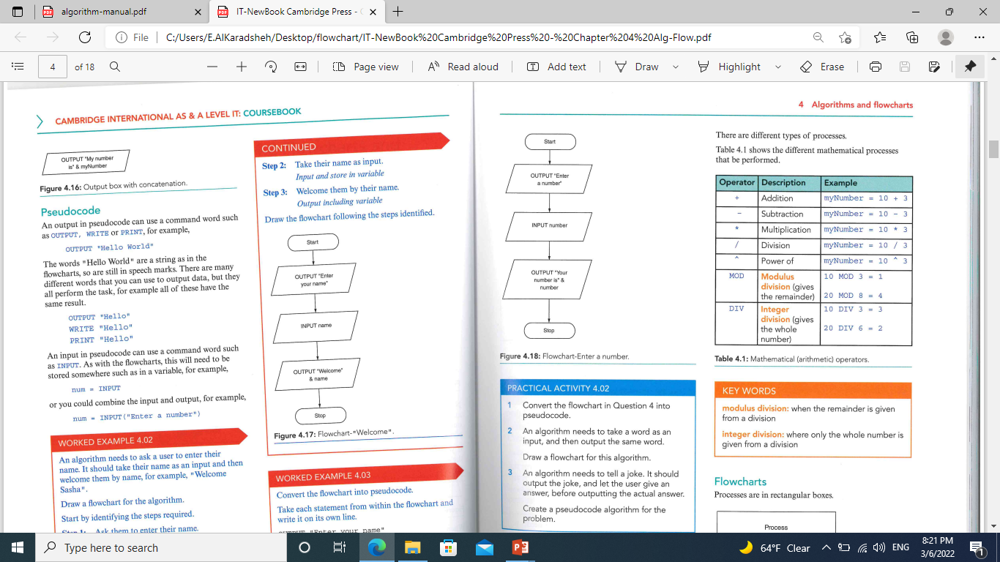 algorithm-manual.pdf
IT-NewBook Cambridge Press - C
File
C:/Users/E.AlKaradsheh/Desktop/flowchart/IT-NewBook%20Cambridge%20Press%20-%20Chapter%204%20Alg-Flow.pdf
4
of 18
Page view
Read aloud
Add text
Draw
Highlight
Erase
CAMBRIDGE INTERNATIONAL AS & A LEVEL IT: COURSEBOOK
OUTPUT "My number
is" & myNumber
Figure 4.16: Output box with concatenation.
Pseudocode
An output in pseudocode can use a command word such
as OUTPUT, WRITE or PRINT, for example,
OUTPUT "Hello World"
The words "Hello World" are a string as in the
flowcharts, so are still in speech marks. There are many
different words that you can use to output data, but they
all perform the task, for example all of these have the
same result.
OUTPUT "Hello"
WRITE "Hello"
PRINT "Hello"
An input in pseudocode can use a command word such
as INPUT. As with the flowcharts, this will need to be
stored somewhere such as in a variable, for example,
num = INPUT
or you could combine the input and output, for example,
num = INPUT("Enter a number")
WORKED EXAMPLE 4.02
An algorithm needs to ask a user to enter their
name. It should take their name as an input and then
welcome them by name, for example, "Welcome
Sasha".
Draw a flowchart for the algorithm.
Start by identifying the steps required.
Step 1: Ask them to enter their name.
CONTINUED
Step 2: Take their name as input.
Input and store in variable
Step 3: Welcome them by their name.
Output including variable
Draw the flowchart following the steps identified.
Start
OUTPUT "Enter
your name"
INPUT name
OUTPUT "Welcome"
& name
Stop
Figure 4.17: Flowchart-"Welcome".
WORKED EXAMPLE 4.03
Convert the flowchart into pseudocode.
Take each statement from within the flowchart and
write it on its own line.
OUTPUT "Enter your name"
4 Algorithms and flowcharts
Start
OUTPUT "Enter
a number"
INPUT number
OUTPUT "Your
number is" &
number
Stop
Figure 4.18: Flowchart-Enter a number.
PRACTICAL ACTIVITY 4.02
1 Convert the flowchart in Question 4 into
pseudocode.
2 An algorithm needs to take a word as an
input, and then output the same word.
Draw a flowchart for this algorithm.
3 An algorithm needs to tell a joke. It should
output the joke, and let the user give an
answer, before outputting the actual answer.
Create a pseudocode algorithm for the
problem.
There are different types of processes.
Table 4.1 shows the different mathematical processes
that be performed.
Operator Description Example
+ Addition myNumber = 10 + 3
- Subtraction myNumber = 10 - 3
* Multiplication myNumber = 10 * 3
/ Division myNumber = 10 / 3
^ Power of myNumber = 10 ^ 3
MOD Modulus 10 MOD 3 = 1
division (gives
the remainder) 20 MOD 8 = 4
DIV Integer 10 DIV 3 = 3
division (gives
the whole 20 DIV 6 = 2
number)
Table 4.1: Mathematical (arithmetic) operators.
KEY WORDS
modulus division: when the remainder is given
from a division
integer division: where only the whole number is
given from a division
Flowcharts
Processes are in rectangular boxes.
Process
Type here to search
64°F Clear
ENG
8:21 PM
3/6/2022
1